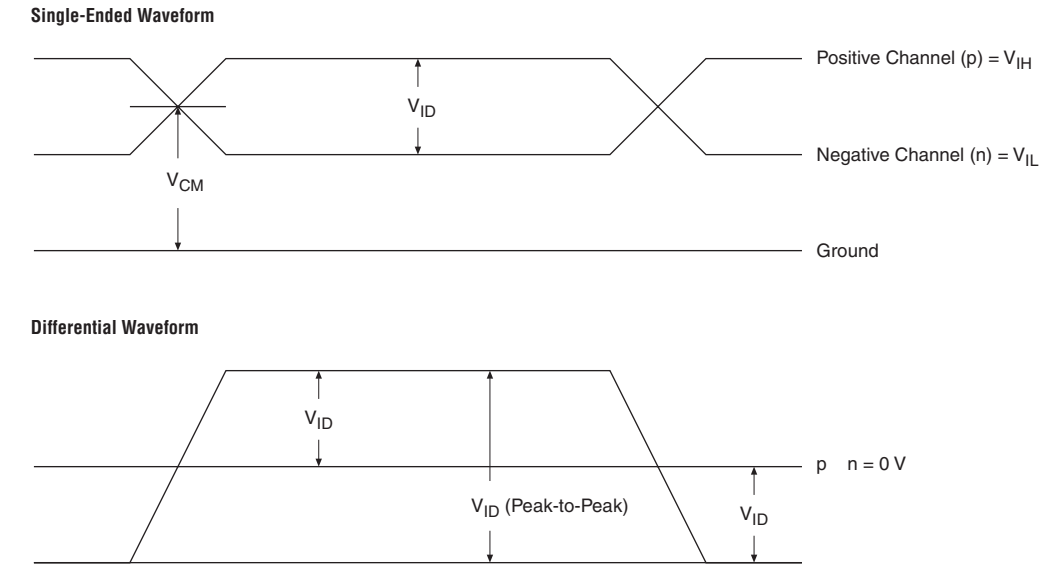 Single-Ended Waveform
Positive Channel (p) = VIH
VID
Negative Channel (n) = VIL
VCM
Ground
Differential Waveform
VID
p n = 0 V
VID (Peak-to-Peak)
VID